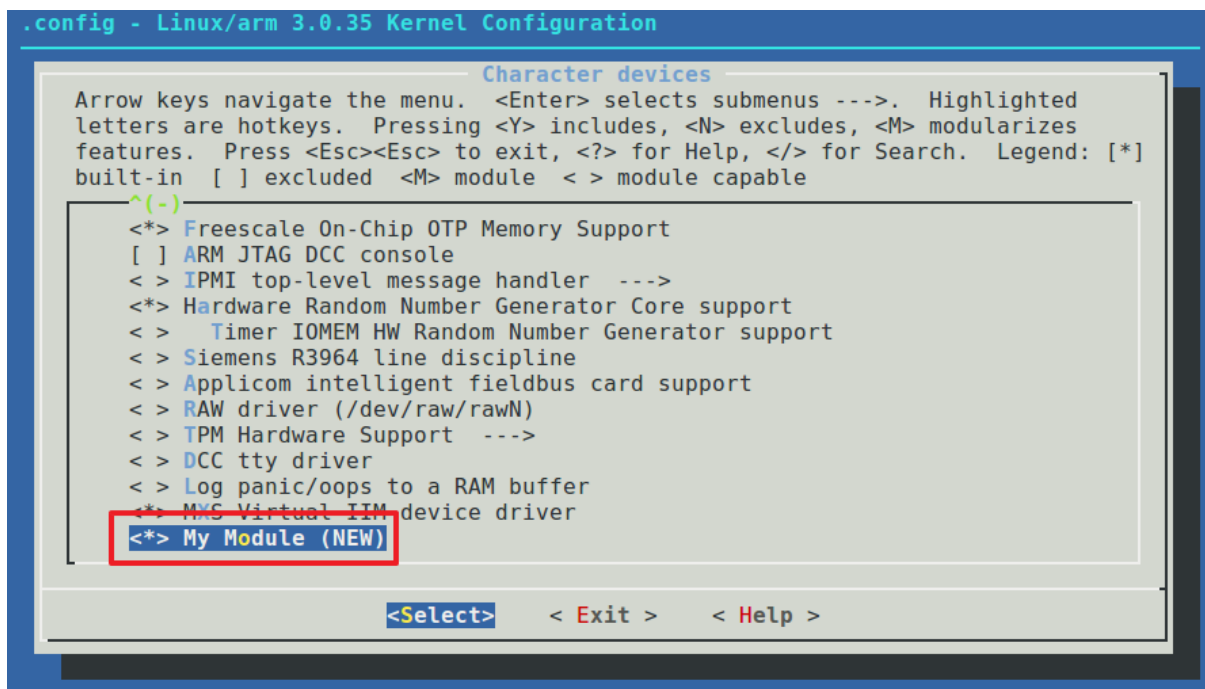 .config - Linux/arm 3.0.35 Kernel Configuration
Character devices
Arrow keys navigate the menu.  <Enter> selects submenus --->.  Highlighted
letters are hotkeys.  Pressing <Y> includes, <N> excludes, <M> modularizes
features.  Press <Esc><Esc> to exit, <?> for Help, </> for Search.  Legend: [*]
built-in  [ ] excluded  <M> module  < > module capable
^(-)
<*> Freescale On-Chip OTP Memory Support
[ ] ARM JTAG DCC console
< > IPMI top-level message handler  --->
<*> Hardware Random Number Generator Core support
< >   Timer IOMEM HW Random Number Generator support
< > Siemens R3964 line discipline
< > Applicom intelligent fieldbus card support
< > RAW driver (/dev/raw/rawN)
< > TPM Hardware Support  --->
< > DCC tty driver
< > Log panic/oops to a RAM buffer
<*> MXS Virtual IIM device driver
<*> My Module (NEW)
<Select>    < Exit >    < Help >